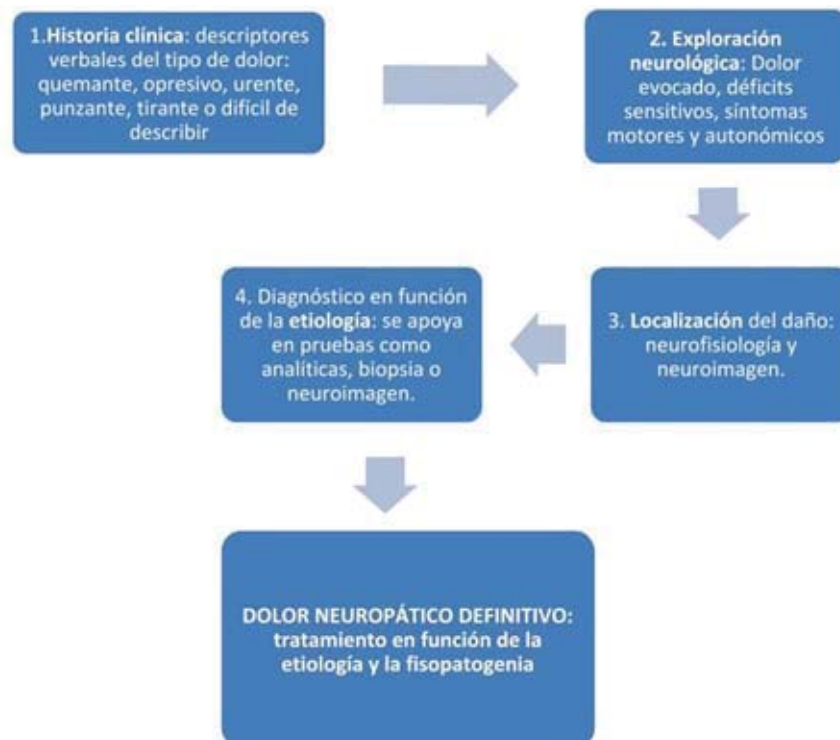 1.Historia clínica: descriptores
verbales del tipo de dolor:
quemante, opresivo, urente,
punzante, tirante o difícil de
describir
2. Exploración
neurológica: Dolor
evocado, déficits
sensitivos, síntomas
motores y autonómicos
3. Localización del daño:
neurofisiología y
neuroimagen.
4. Diagnóstico en función
de la etiología: se apoya
en pruebas como
analíticas, biopsia o
neuroimagen.
DOLOR NEUROPÁTICO DEFINITIVO:
tratamiento en función de la
etiología y la fisopatogenia